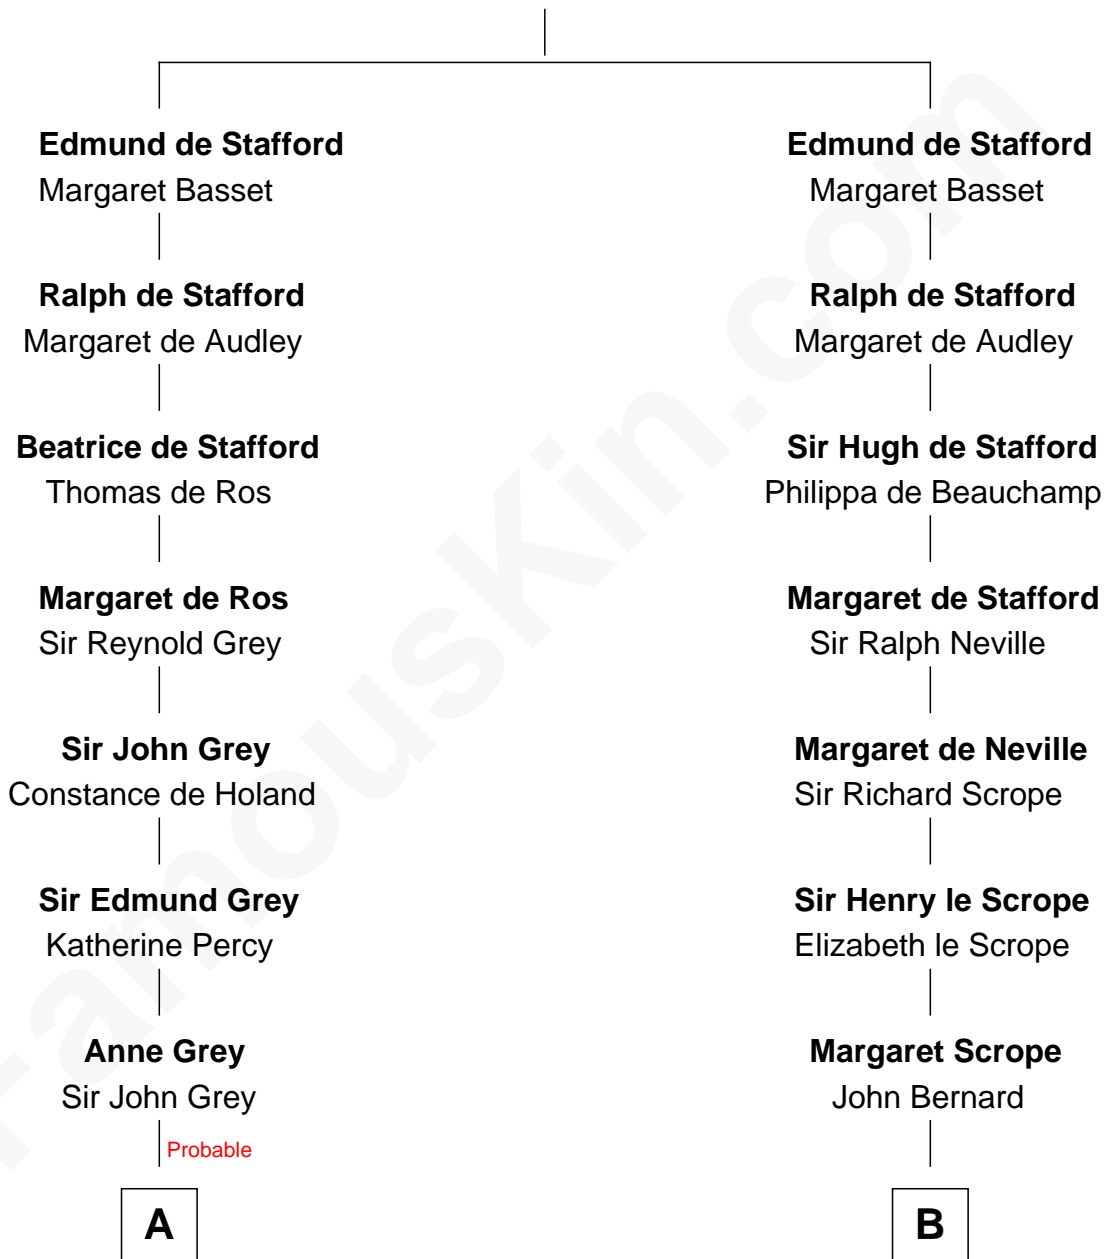 Edmund de Stafford
Margaret Basset
Ralph de Stafford
Margaret de Audley
Beatrice de Stafford
Thomas de Ros
Margaret de Ros
Sir Reynold Grey
Sir John Grey
Constance de Holand
Sir Edmund Grey
Katherine Percy
Anne Grey
Sir John Grey
Probable
A
Edmund de Stafford
Margaret Basset
Ralph de Stafford
Margaret de Audley
Sir Hugh de Stafford
Philippa de Beauchamp
Margaret de Stafford
Sir Ralph Neville
Margaret de Neville
Sir Richard Scrope
Sir Henry le Scrope
Elizabeth le Scrope
Margaret Scrope
John Bernard
B
FamousKin.com